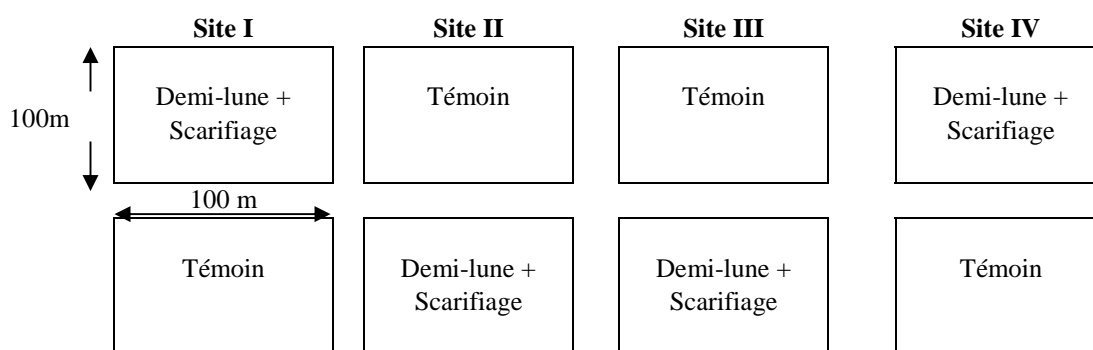 Site I
Site II
Site III
Site IV
Demi-lune +
Scarifiage
Témoin
Témoin
Demi-lune +
Scarifiage
100m
100 m
Témoin
Demi-lune +
Scarifiage
Demi-lune +
Scarifiage
Témoin